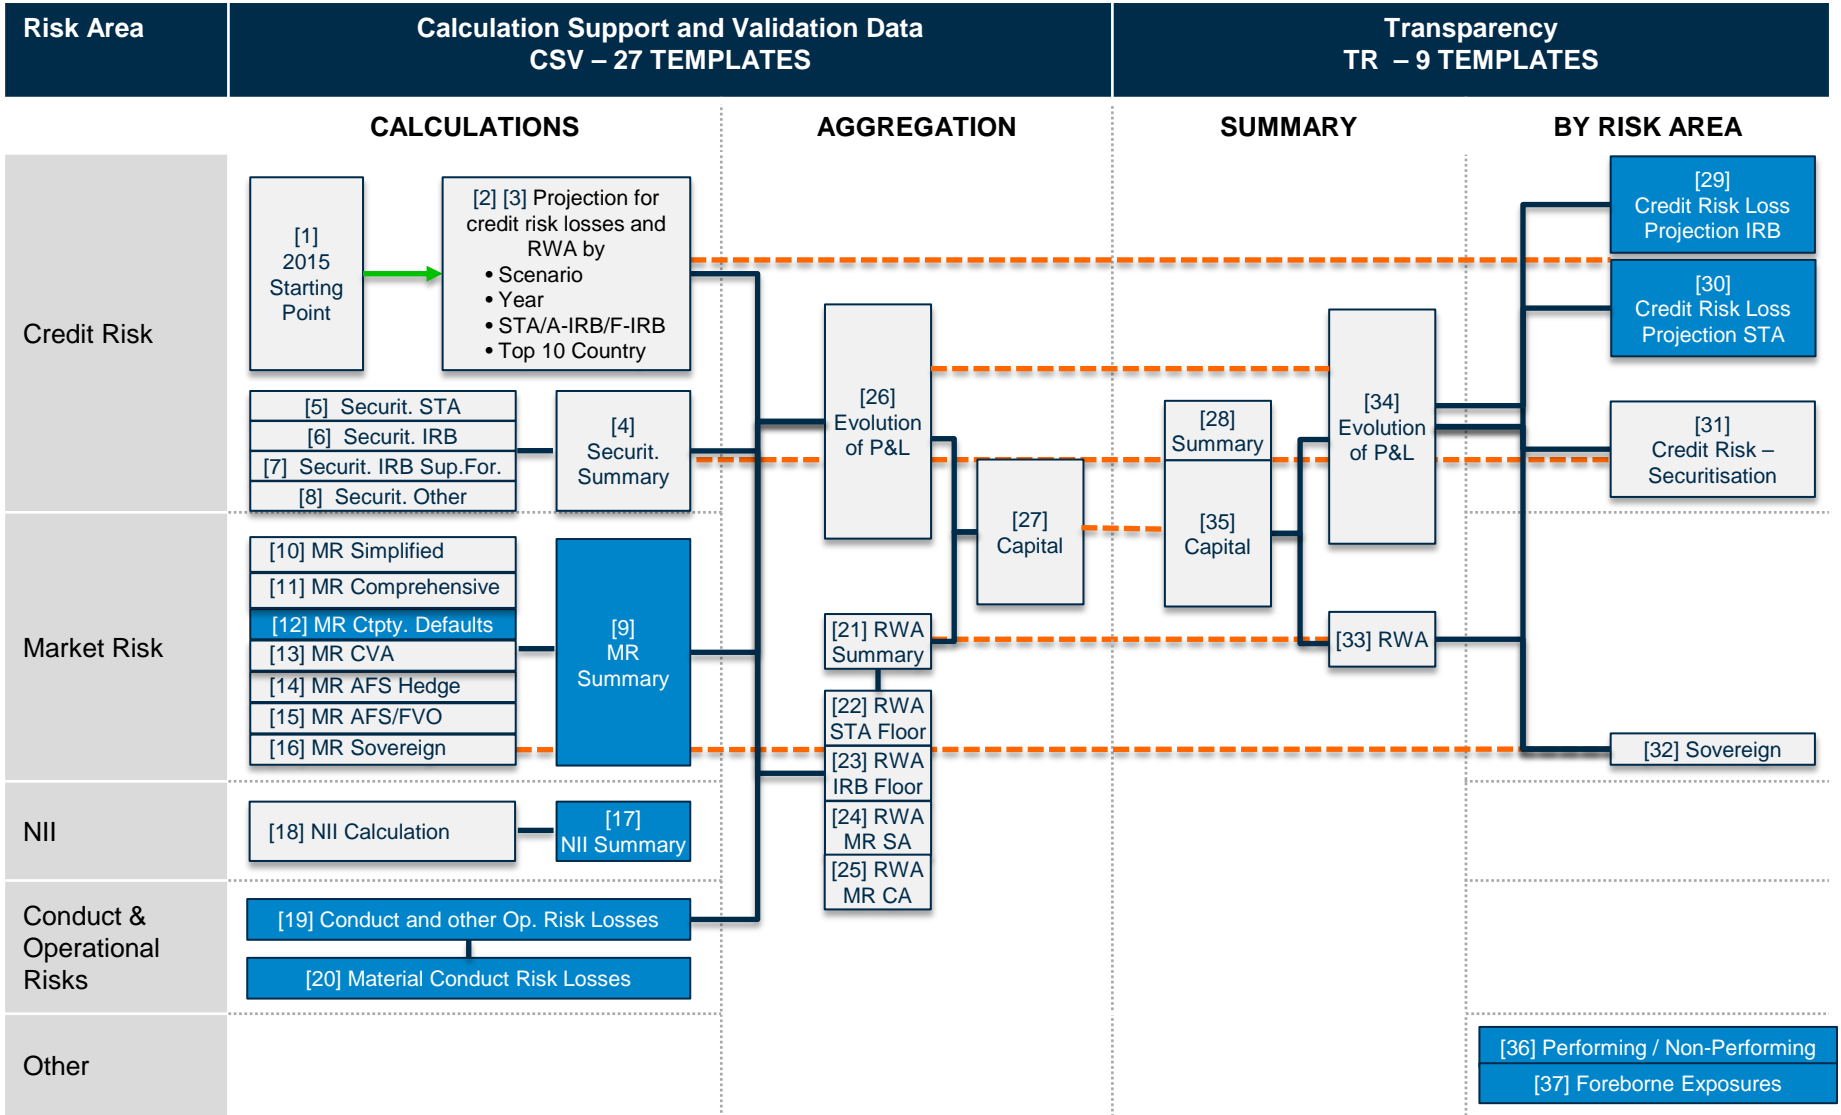 Risk Area
Calculation Support and Validation Data
CSV – 27 TEMPLATES
Transparency
TR – 9 TEMPLATES
CALCULATIONS
AGGREGATION
SUMMARY
BY RISK AREA
Credit Risk
[1]
2015
Starting
Point
[2] [3] Projection for
credit risk losses and
RWA by
• Scenario
• Year
• STA/A-IRB/F-IRB
• Top 10 Country
[5] Securit. STA
[6] Securit. IRB
[7] Securit. IRB Sup.For.
[8] Securit. Other
[4]
Securit.
Summary
[26]
Evolution
of P&L
[27]
Capital
[28]
Summary
[35]
Capital
[34]
Evolution
of P&L
[29]
Credit Risk Loss
Projection IRB
[30]
Credit Risk Loss
Projection STA
[31]
Credit Risk –
Securitisation
Market Risk
[10] MR Simplified
[11] MR Comprehensive
[12] MR Ctpty. Defaults
[13] MR CVA
[14] MR AFS Hedge
[15] MR AFS/FVO
[16] MR Sovereign
[9]
MR
Summary
[21] RWA
Summary
[22] RWA
STA Floor
[23] RWA
IRB Floor
[24] RWA
MR SA
[25] RWA
MR CA
[33] RWA
[32] Sovereign
NII
[18] NII Calculation
[17]
NII Summary
Conduct &
Operational
Risks
[19] Conduct and other Op. Risk Losses
[20] Material Conduct Risk Losses
Other
[36] Performing / Non-Performing
[37] Foreborne Exposures